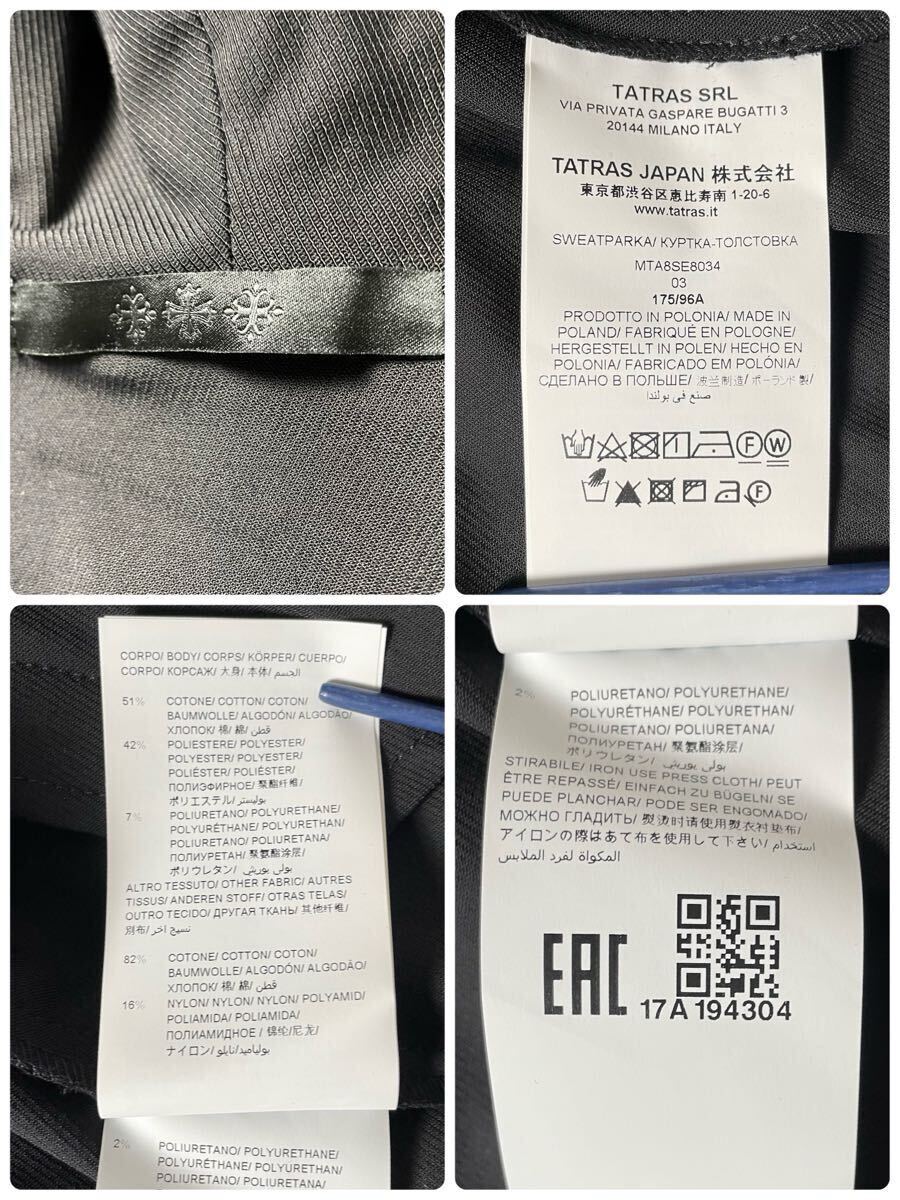 TATRAS SRL
VIA PRIVATA GASPARE BUGATTI 3
20144 MILANO ITALY
TATRAS JAPAN 株式会社
東京都渋谷区恵比寿南 1-20-6
www.tatras.it
SWEATPARKA/ КУРТКА-ТОЛСТОВКА
MTA8SE8034
03
175/96A
PRODOTTO IN POLONIA/ MADE IN
POLAND/ FABRIQUÉ EN POLOGNE/
HERGESTELLT IN POLEN/ HECHO EN
POLONIA/ FABRICADO EM POLÓNIA/
СДЕЛАНО В ПОЛЬШЕ/ 波兰制造/ ポーランド製/
صنع في بولندا
F W
F
CORPO/ BODY/ CORPS/ KÖRPER/ CUERPO/
CORPO/ КОРСАЖ/ 大身/ 本体/ الجسم
51% COTONE/ COTTON/ COTON/
BAUMWOLLE/ ALGODÓN/ ALGODÃO/
ХЛОПОК/ 棉/ 綿/ قطن
42% POLIESTERE/ POLYESTER/
POLYESTER/ POLYESTER/
POLIÉSTER/ POLIÉSTER/
ПОЛИЭФИРНОЕ/ 聚酯纤维/
ポリエステル/ بوليستر
7% POLIURETANO/ POLYURETHANE/
POLYURÉTHANE/ POLYURETHAN/
POLIURETANO/ POLIURETANA/
ПОЛИУРЕТАН/ 聚氨酯涂层/
ポリウレタン/ بولى يوريثي
ALTRO TESSUTO/ OTHER FABRIC/ AUTRES
TISSUS/ ANDEREN STOFF/ OTRAS TELAS/
OUTRO TECIDO/ ДРУГАЯ ТКАНЬ/ 其他纤维/
別布/ نسيج اخر
82% COTONE/ COTTON/ COTON/
BAUMWOLLE/ ALGODÓN/ ALGODÃO/
ХЛОПОК/ 棉/ 綿/ قطن
16% NYLON/ NYLON/ NYLON/ POLYAMID/
POLIAMIDA/ POLIAMIDA/
ПОЛИАМИДНОЕ / 锦纶/尼龙/
ナイロン/ بولياميد/نايلو
2% POLIURETANO/ POLYURETHANE/
POLYURÉTHANE/ POLYURETHAN/
POLIURETANO/ POLIURETANA/
2% POLIURETANO/ POLYURETHANE/
POLYURÉTHANE/ POLYURETHAN/
POLIURETANO/ POLIURETANA/
ПОЛИУРЕТАН/ 聚氨酯涂层/
ポリウレタン/ بولى يوريثي
STIRABILE/ IRON USE PRESS CLOTH/ PEUT
ÊTRE REPASSÉ/ EINFACH ZU BÜGELN/ SE
PUEDE PLANCHAR/ PODE SER ENGOMADO/
МОЖНО ГЛАДИТЬ/ 熨烫时请使用熨衣衬垫布/
アイロンの際はあて布を使用して下さい/ استخدام
المكواة لفرد الملابس
EAC
17A 194304